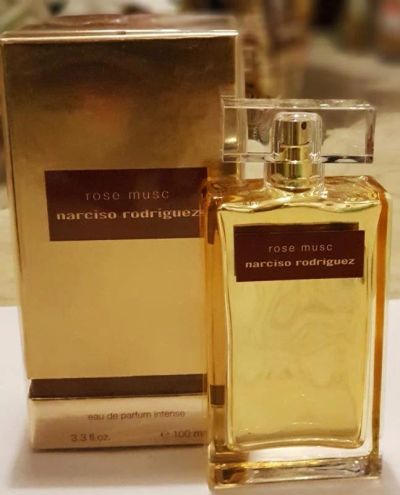 rose musc
narciso rodriguez
eau de parfum intense
3.3 fl.oz. e 100 ml
rose musc
narciso rodriguez